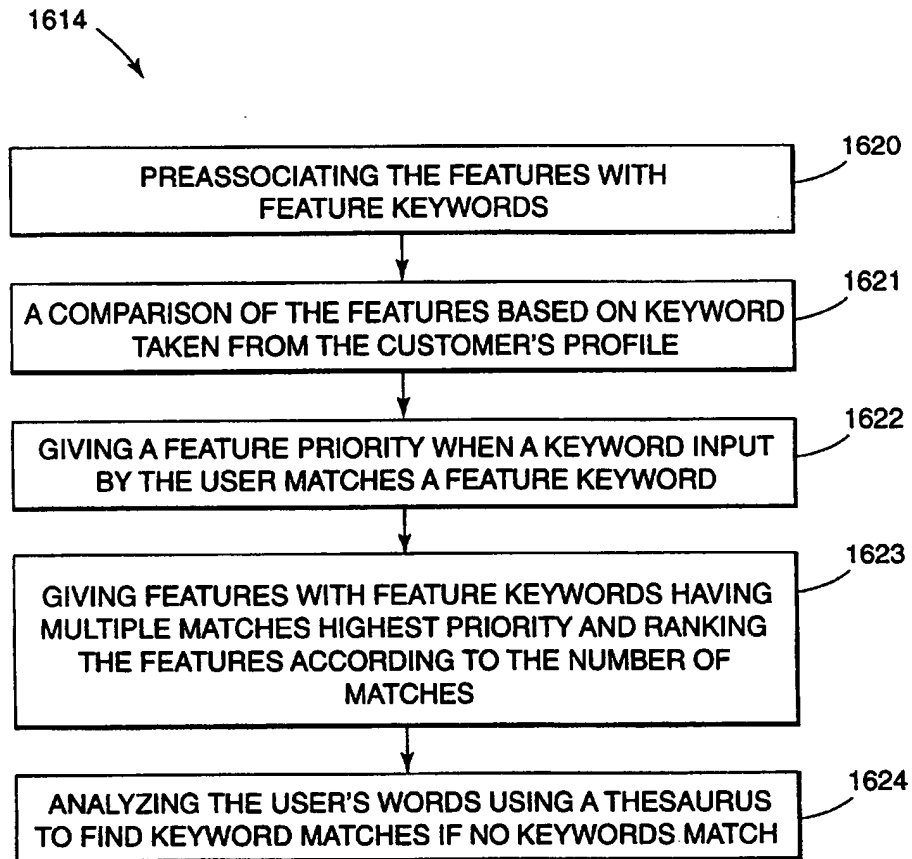 1614
1620
PREASSOCIATING THE FEATURES WITH
FEATURE KEYWORDS
1621
A COMPARISON OF THE FEATURES BASED ON KEYWORD
TAKEN FROM THE CUSTOMER'S PROFILE
1622
GIVING A FEATURE PRIORITY WHEN A KEYWORD INPUT
BY THE USER MATCHES A FEATURE KEYWORD
1623
GIVING FEATURES WITH FEATURE KEYWORDS HAVING
MULTIPLE MATCHES HIGHEST PRIORITY AND RANKING
THE FEATURES ACCORDING TO THE NUMBER OF
MATCHES
1624
ANALYZING THE USER'S WORDS USING A THESAURUS
TO FIND KEYWORD MATCHES IF NO KEYWORDS MATCH